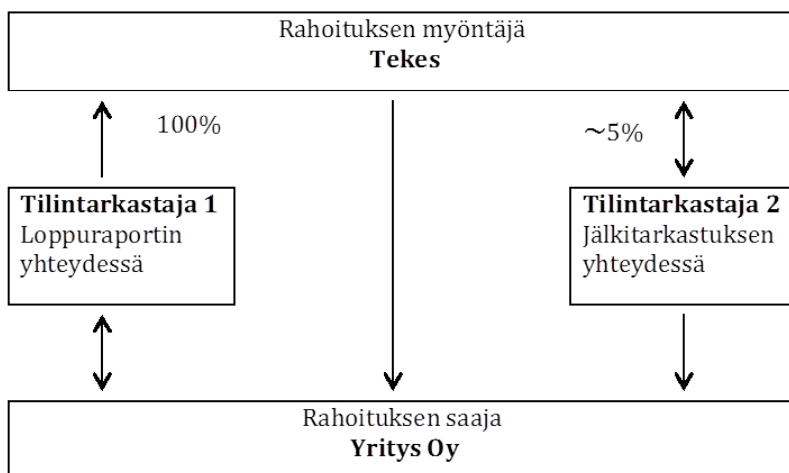 Rahoituksen myöntäjä
Tekes
100%
~5%
Tilintarkastaja 1
Loppuraportin
yhteydessä
Tilintarkastaja 2
Jälkitarkastuksen
yhteydessä
Rahoituksen saaja
Yritys Oy